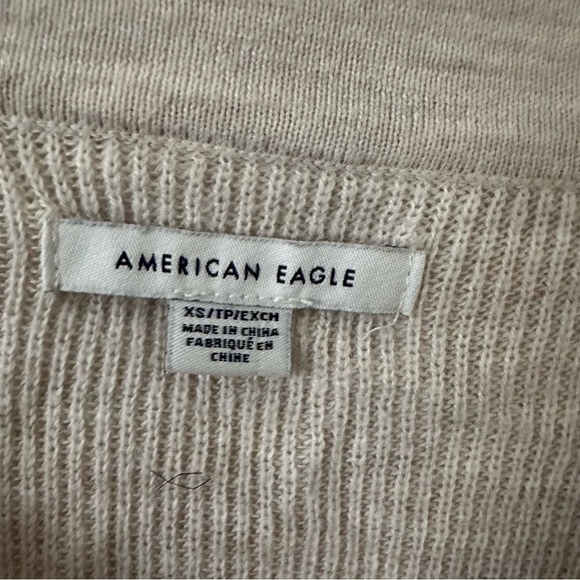 AMERICAN EAGLE
XS/TP/EXCH
MADE IN CHINA
FABRIQUÉ EN
CHINE